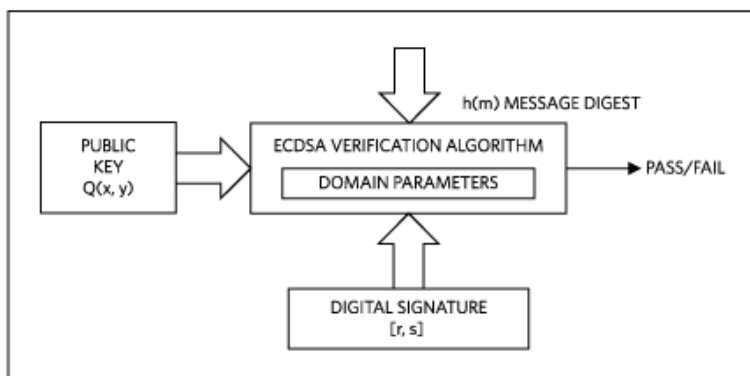 h(m) MESSAGE DIGEST
PUBLIC
KEY
Q(x, y)
ECDSA VERIFICATION ALGORITHM
DOMAIN PARAMETERS
PASS/FAIL
DIGITAL SIGNATURE
[r, s]